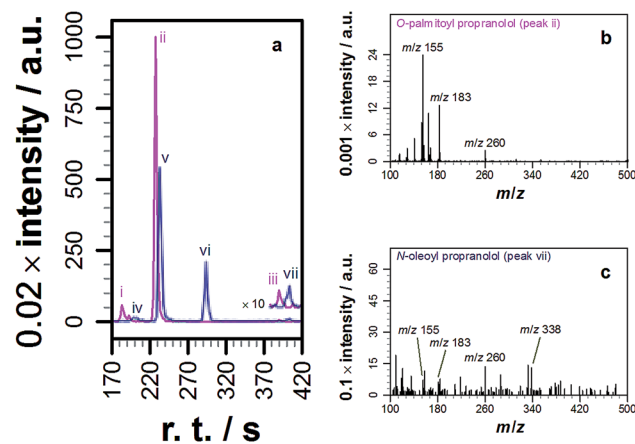 a
0.02 × intensity / a.u.
1000
750
500
250
0
i
ii
iv
v
vi
× 10
iii
vii
170 220 270 320 370 420
r. t. / s
O-palmitoyl propranolol (peak ii)
b
0.001 × intensity / a.u.
24
18
12
6
0
m/z 155
m/z 183
m/z 260
100 180 260 340 420 500
m/z
N-oleoyl propranolol (peak vii)
c
0.1 × intensity / a.u.
60
45
30
15
0
m/z 155
m/z 183
m/z 260
m/z 338
100 180 260 340 420 500
m/z